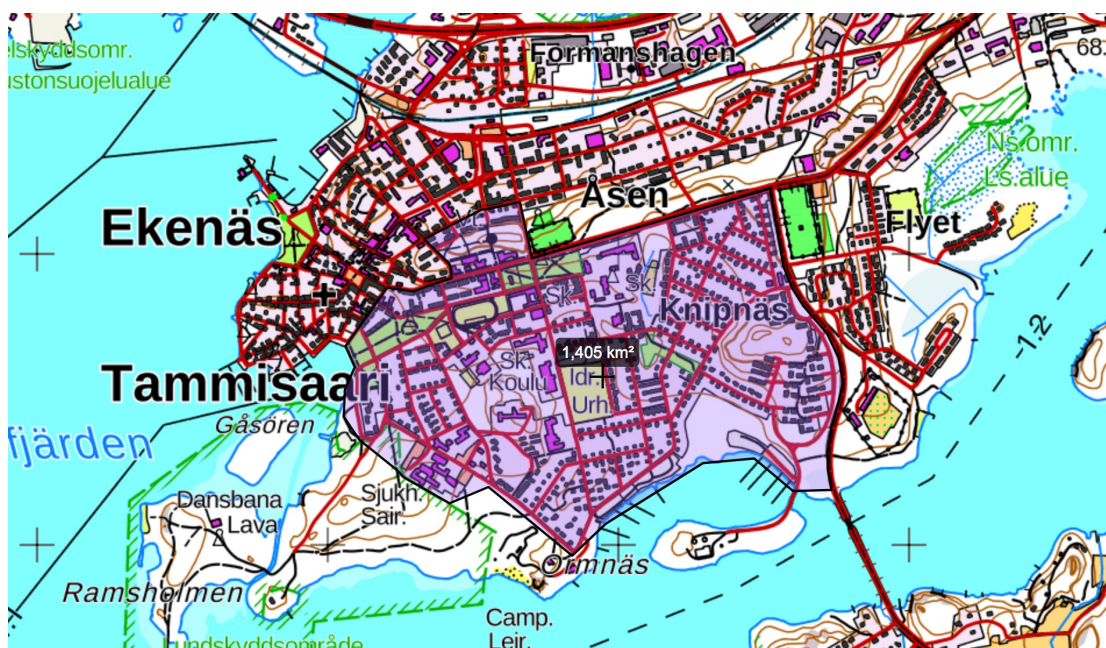 Formanshagen
68
elskyddsomr.
ustonsuojelualue
Ns.omr.
Ls.alue
Åsen
Ekenäs
Flyet
Sk.
Sk.
Knipnäs
1,405 km²
-1.2
Sk.
Koulu
Idr.
Urh.
Tammisaari
Gåsören
fjärden
Dansbana
Lava
Sjukh.
Sair.
Ormnäs
Ramsholmen
Camp.
Leir.
Lundskyddsområde